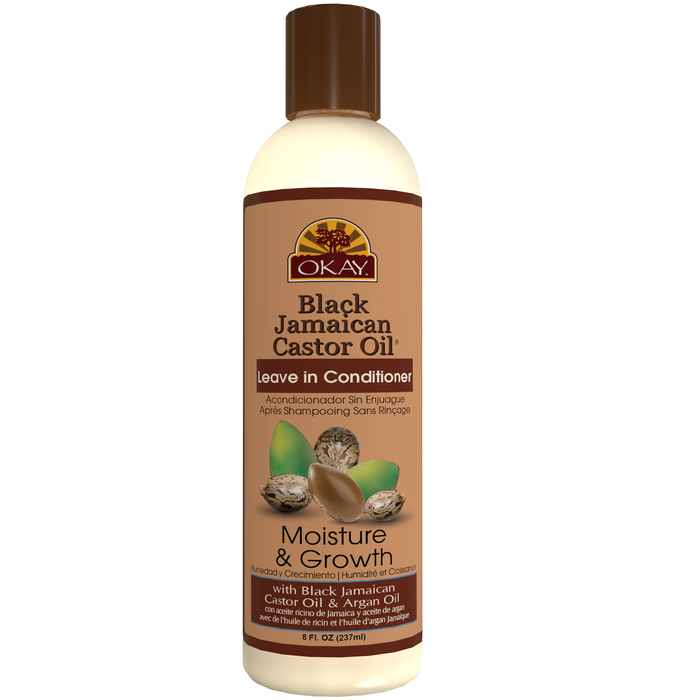 OKAY.
Black
Jamaican
Castor Oil®
Leave in Conditioner
Acondicionador Sin Enjuague
Après Shampooing Sans Rinçage
Moisture
& Growth
Humedad y Crecimiento | Humidité et Croissance
with Black Jamaican
Castor Oil & Argan Oil
con aceite ricino de Jamaica y aceite de argan
avec de l'huile de ricin et l'huile d'argan Jamaïque
8 Fl. OZ (237ml)